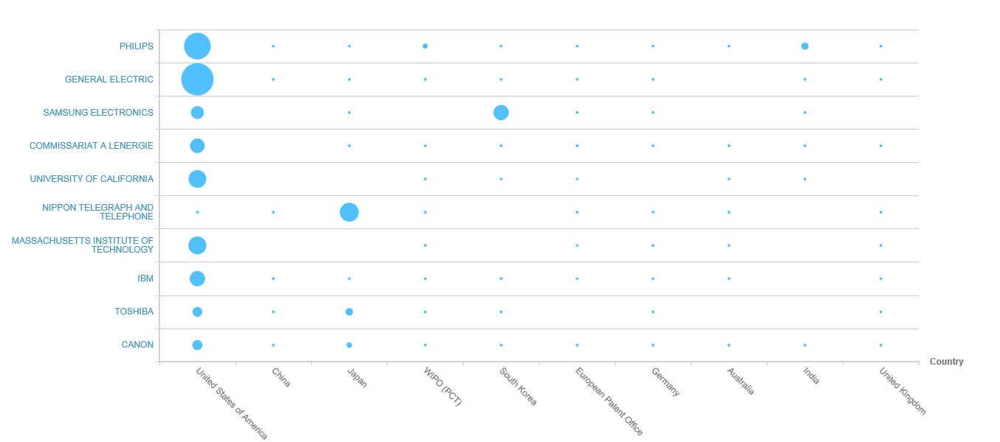 PHILIPS
GENERAL ELECTRIC
SAMSUNG ELECTRONICS
COMMISSARIAT A LENERGIE
UNIVERSITY OF CALIFORNIA
NIPPON TELEGRAPH AND
TELEPHONE
MASSACHUSETTS INSTITUTE OF
TECHNOLOGY
IBM
TOSHIBA
CANON
United States of America
China
Japan
WIPO (PCT)
South Korea
European Patent Office
Germany
Australia
India
United Kingdom
Country